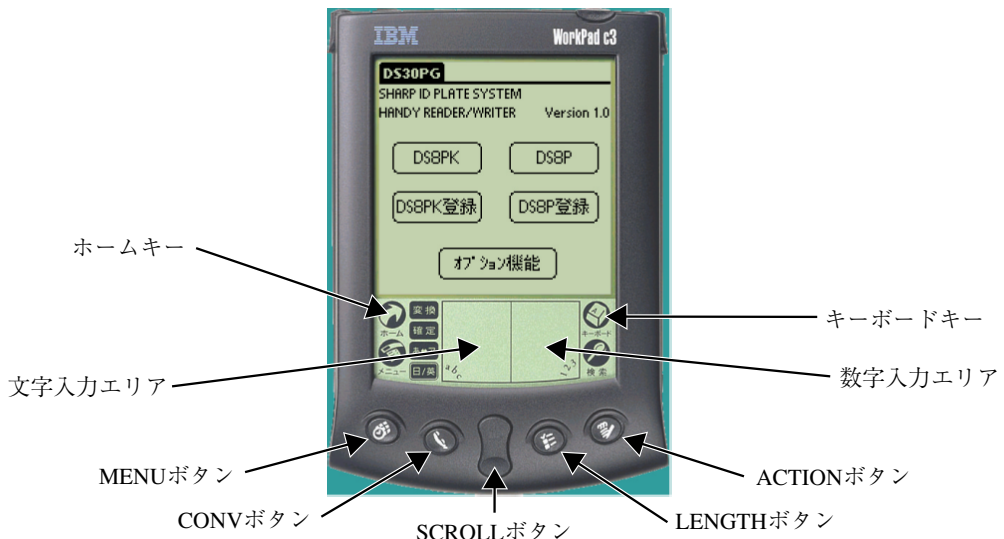 IBM WorkPad c3
DS30PG
SHARP ID PLATE SYSTEM
HANDY READER/WRITER Version 1.0
DS8PK DS8P
DS8PK登録 DS8P登録
ホームキー
オプション機能
変換
ホーム 確定 キーボード
キーボードキー
文字入力エリア
メニュー 日/英 abc 123 検索
数字入力エリア
MENUボタン
ACTIONボタン
CONVボタン
LENGTHボタン
SCROLLボタン